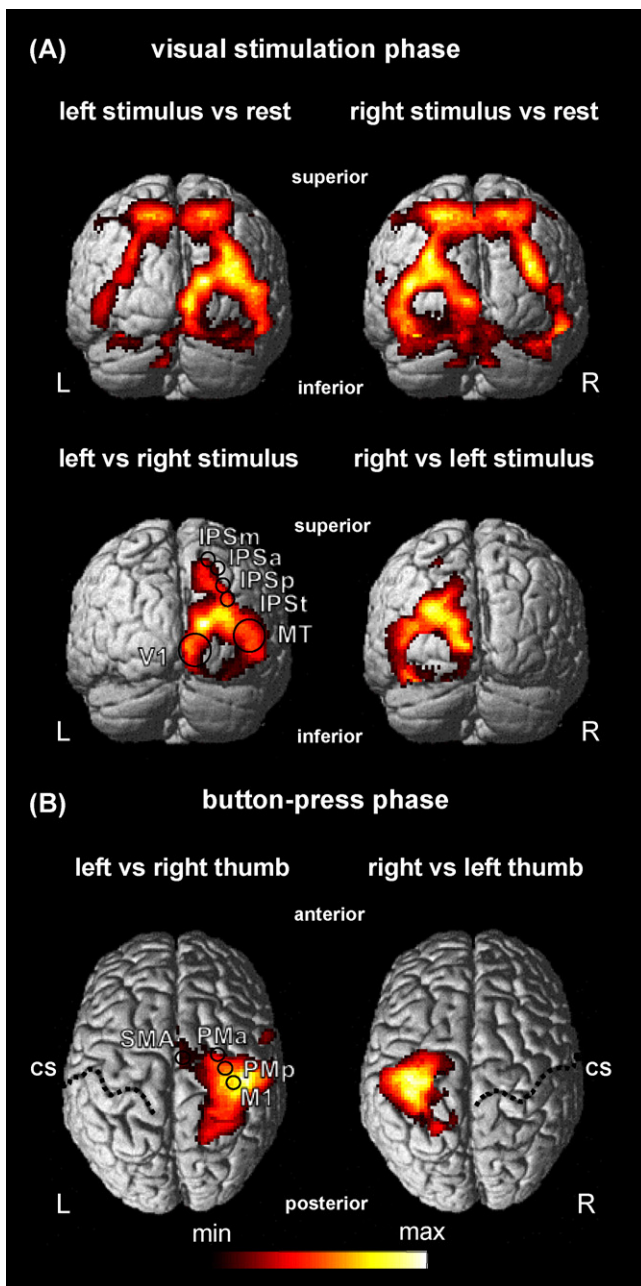 (A) visual stimulation phase
left stimulus vs rest right stimulus vs rest
superior
L inferior R
left vs right stimulus right vs left stimulus
superior
IPSm
IPSa
IPSp
IPSt
MT
V1
L inferior R
(B) button-press phase
left vs right thumb right vs left thumb
anterior
SMA PMa
CS PMp CS
M1
L posterior R
min max